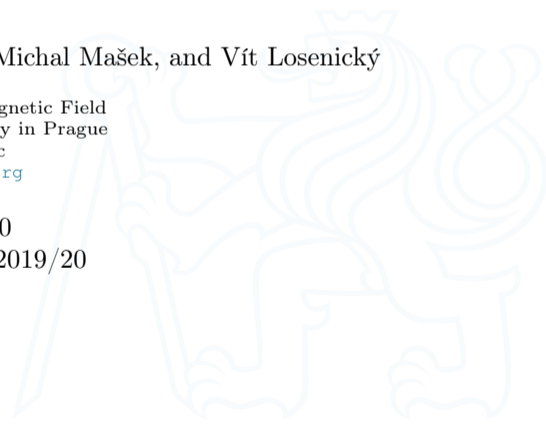 Michal Mašek, and Vít Losenický
gnetic Field
y in Prague
c
rg
0
2019/20